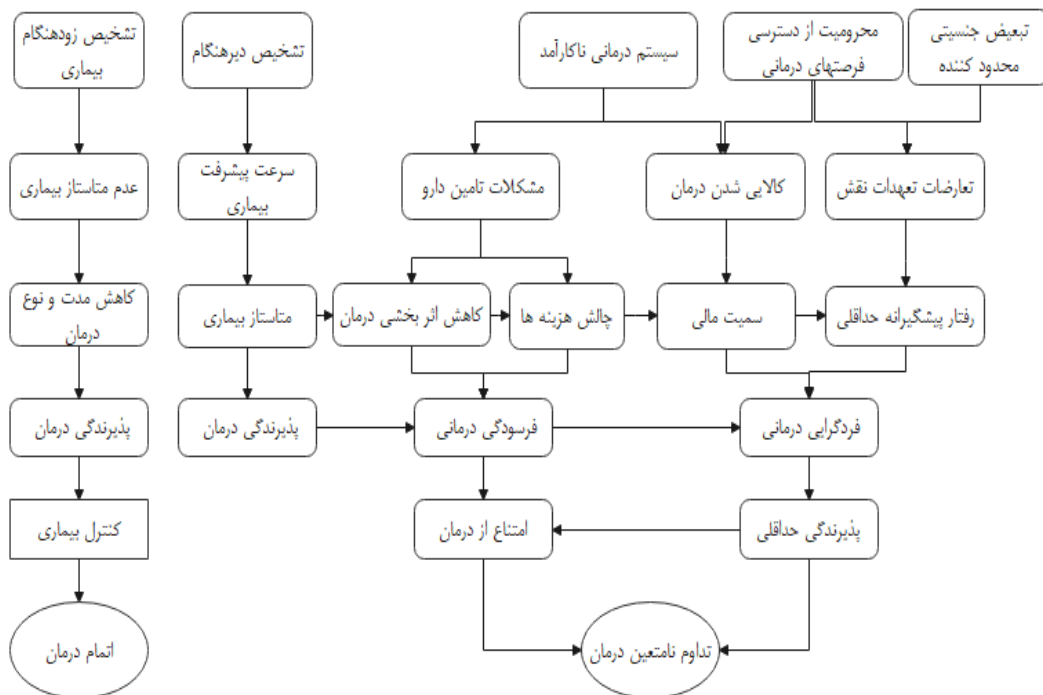 تبعیض جنسیتی
محدود کننده
محرومیت از دسترسی
فرصتهای درمانی
سیستم درمانی ناکارآمد
تشخیص دیرهنگام
تشخیص زودهنگام
بیماری
تعارضات تعهدات نقش
کالایی شدن درمان
مشکلات تامین دارو
سرعت پیشرفت
بیماری
عدم متاستاز بیماری
رفتار پیشگیرانه حداقلی
سمیت مالی
چالش هزینه ها
کاهش اثر بخشی درمان
متاستاز بیماری
کاهش مدت و نوع
درمان
فردگرایی درمانی
فرسودگی درمانی
پذیرندگی درمان
پذیرندگی درمان
پذیرندگی حداقلی
امتناع از درمان
کنترل بیماری
تداوم نامتعین درمان
اتمام درمان